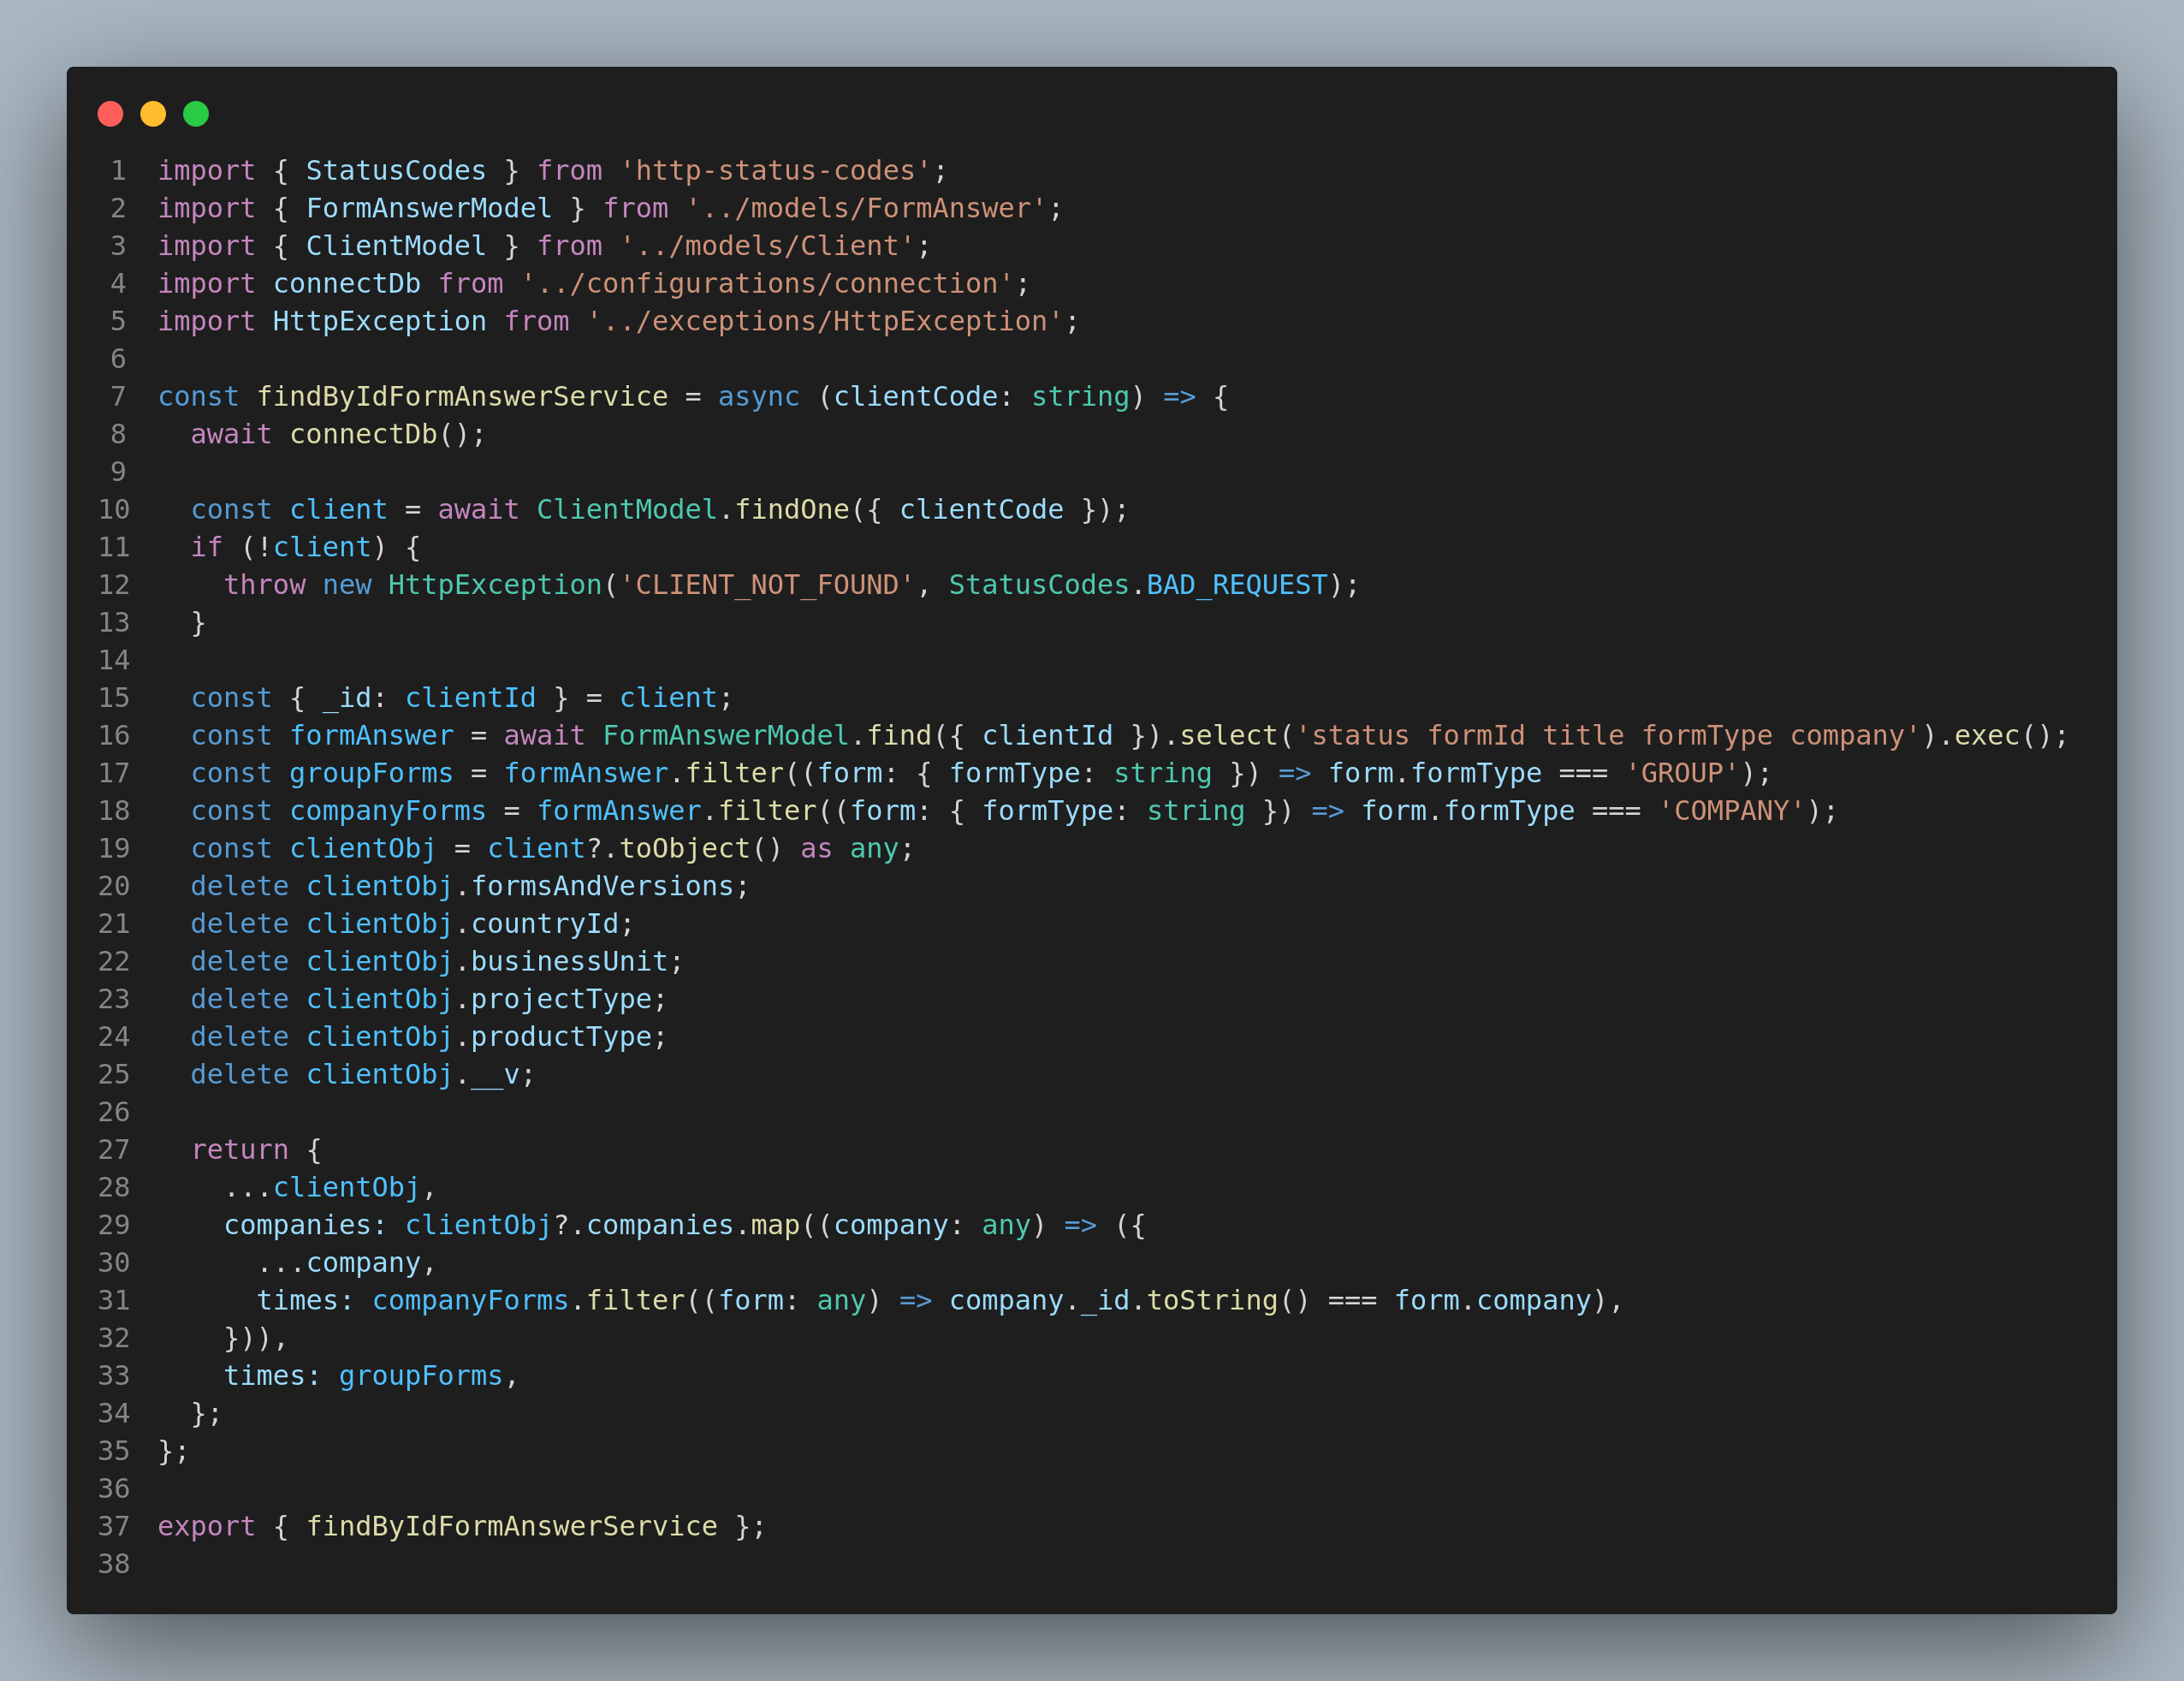 1 import { StatusCodes } from 'http-status-codes';
2 import { FormAnswerModel } from '../models/FormAnswer';
3 import { ClientModel } from '../models/Client';
4 import connectDb from '../configurations/connection';
5 import HttpException from '../exceptions/HttpException';
6
7 const findByIdFormAnswerService = async (clientCode: string) => {
8   await connectDb();
9
10   const client = await ClientModel.findOne({ clientCode });
11   if (!client) {
12     throw new HttpException('CLIENT_NOT_FOUND', StatusCodes.BAD_REQUEST);
13   }
14
15   const { _id: clientId } = client;
16   const formAnswer = await FormAnswerModel.find({ clientId }).select('status formId title formType company').exec();
17   const groupForms = formAnswer.filter((form: { formType: string }) => form.formType === 'GROUP');
18   const companyForms = formAnswer.filter((form: { formType: string }) => form.formType === 'COMPANY');
19   const clientObj = client?.toObject() as any;
20   delete clientObj.formsAndVersions;
21   delete clientObj.countryId;
22   delete clientObj.businessUnit;
23   delete clientObj.projectType;
24   delete clientObj.productType;
25   delete clientObj.__v;
26
27   return {
28     ...clientObj,
29     companies: clientObj?.companies.map((company: any) => ({
30       ...company,
31       times: companyForms.filter((form: any) => company._id.toString() === form.company),
32     })),
33     times: groupForms,
34   };
35 };
36
37 export { findByIdFormAnswerService };
38